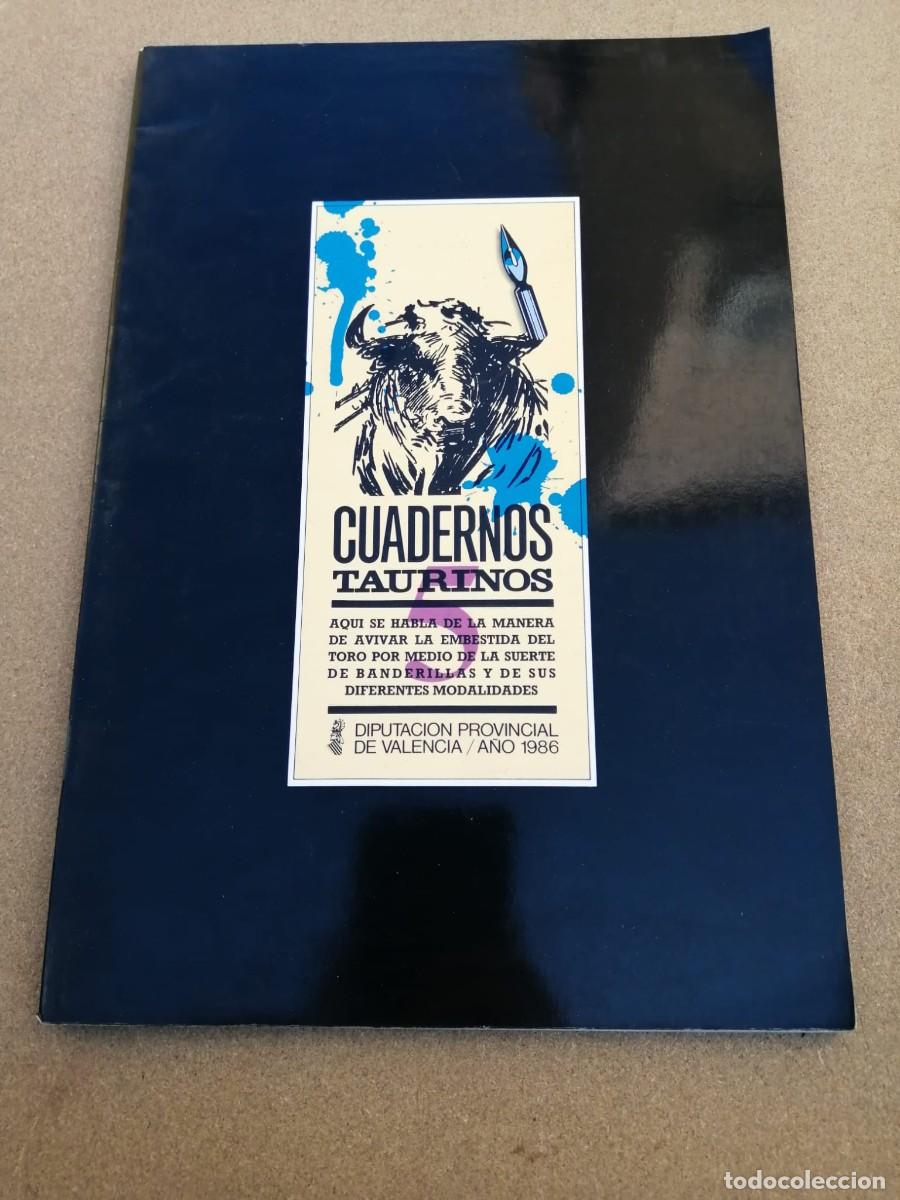 CUADERNOS
TAURINOS
5
AQUI SE HABLA DE LA MANERA
DE AVIVAR LA EMBESTIDA DEL
TORO POR MEDIO DE LA SUERTE
DE BANDERILLAS Y DE SUS
DIFERENTES MODALIDADES
DIPUTACION PROVINCIAL
DE VALENCIA / AÑO 1986
todocoleccion